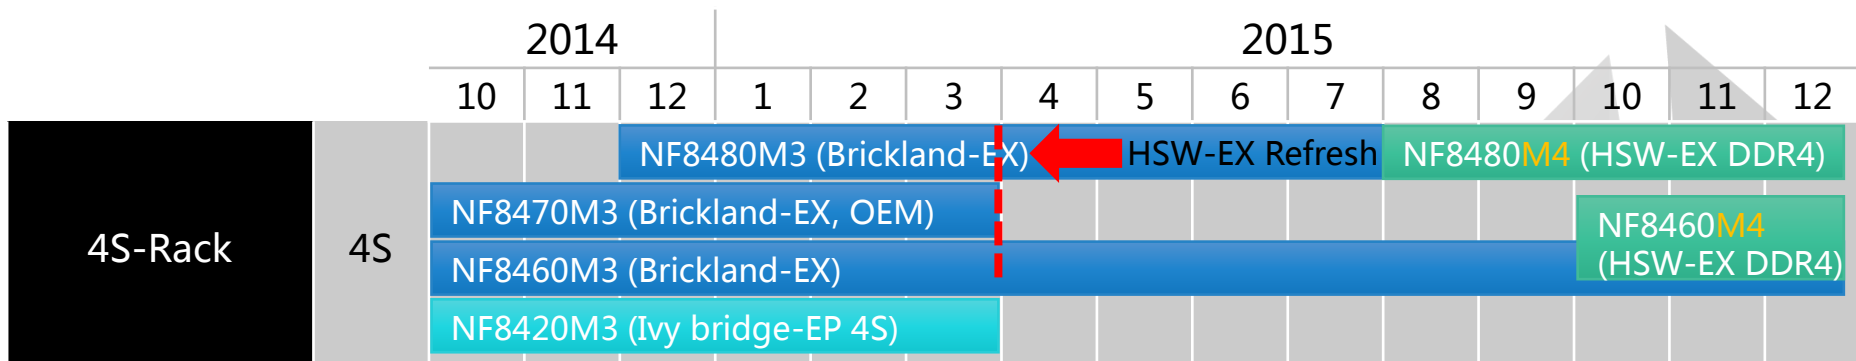 2014 2015
10 11 12 1 2 3 4 5 6 7 8 9 10 11 12
NF8480M3 (Brickland-EX) HSW-EX Refresh NF8480M4 (HSW-EX DDR4)
NF8470M3 (Brickland-EX, OEM)
NF8460M4
(HSW-EX DDR4)
4S-Rack 4S
NF8460M3 (Brickland-EX)
NF8420M3 (Ivy bridge-EP 4S)